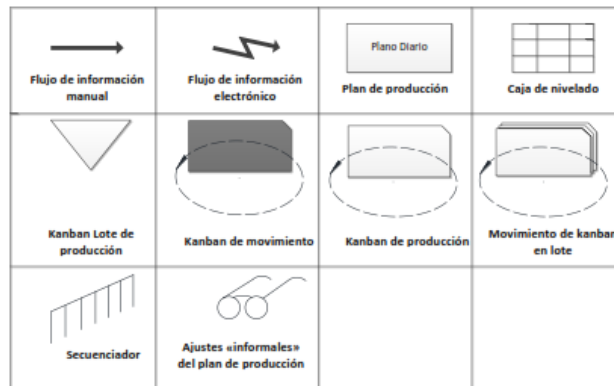 Plano Diario
Flujo de información
manual
Flujo de información
electrónico
Plan de producción
Caja de nivelado
Kanban Lote de
producción
Kanban de movimiento
Kanban de producción
Movimiento de kanban
en lote
Secuenciador
Ajustes «informales»
del plan de producción